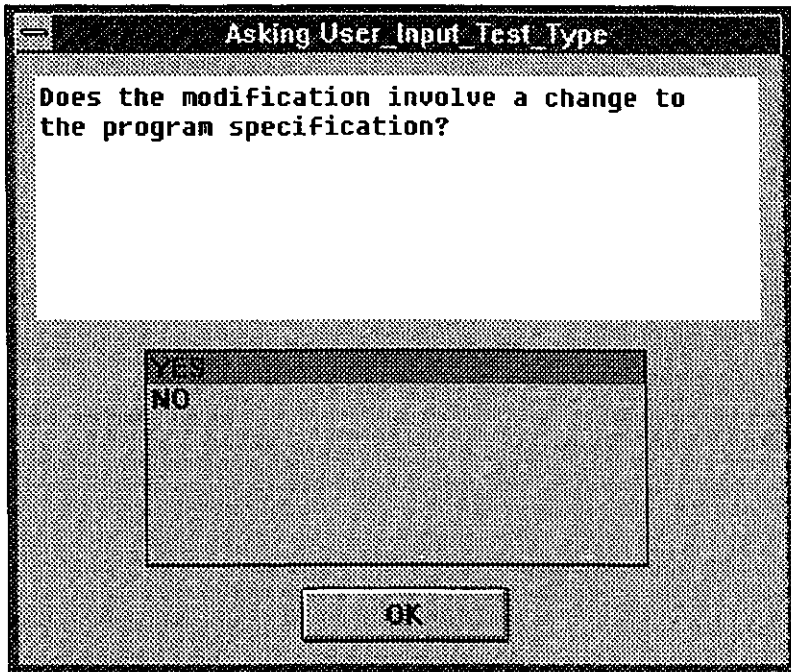 Asking User_Input_Test_Type
Does the modification involve a change to
the program specification?
YES
NO
OK